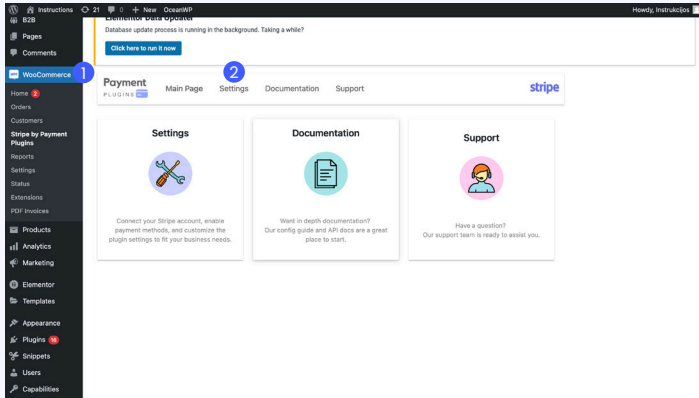 Instructions 21 0 + New OceanWP Howdy, Instrukcijos
B2B
Pages
Comments
WooCommerce
Home 2
Orders
Customers
Stripe by Payment
Plugins
Reports
Settings
Status
Extensions
PDF Invoices
Products
Analytics
Marketing
Elementor
Templates
Appearance
Plugins 16
Snippets
Users
Capabilities
Elementor Data Updater
Database update process is running in the background. Taking a while?
Click here to run it now
1
2
Payment
PLUGINS
Main Page Settings Documentation Support
stripe
Settings
Connect your Stripe account, enable
payment methods, and customize the
plugin settings to fit your business needs.
Documentation
Want in depth documentation?
Our config guide and API docs are a great
place to start.
Support
Have a question?
Our support team is ready to assist you.